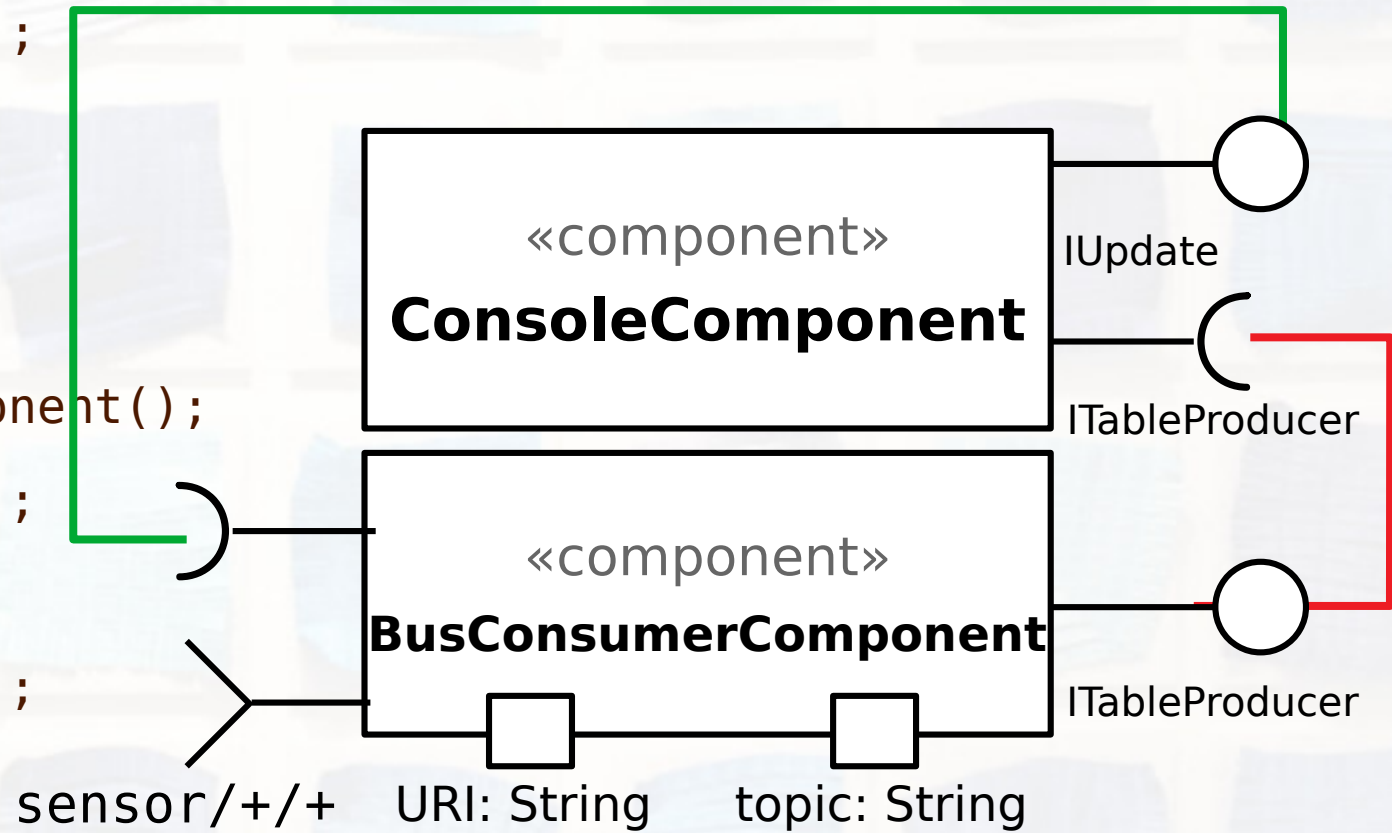 ;
«component»
IUpdate
ConsoleComponent
onent();
ITableProducer
;
«component»
BusConsumerComponent
;
ITableProducer
sensor/+/+
URI: String
topic: String